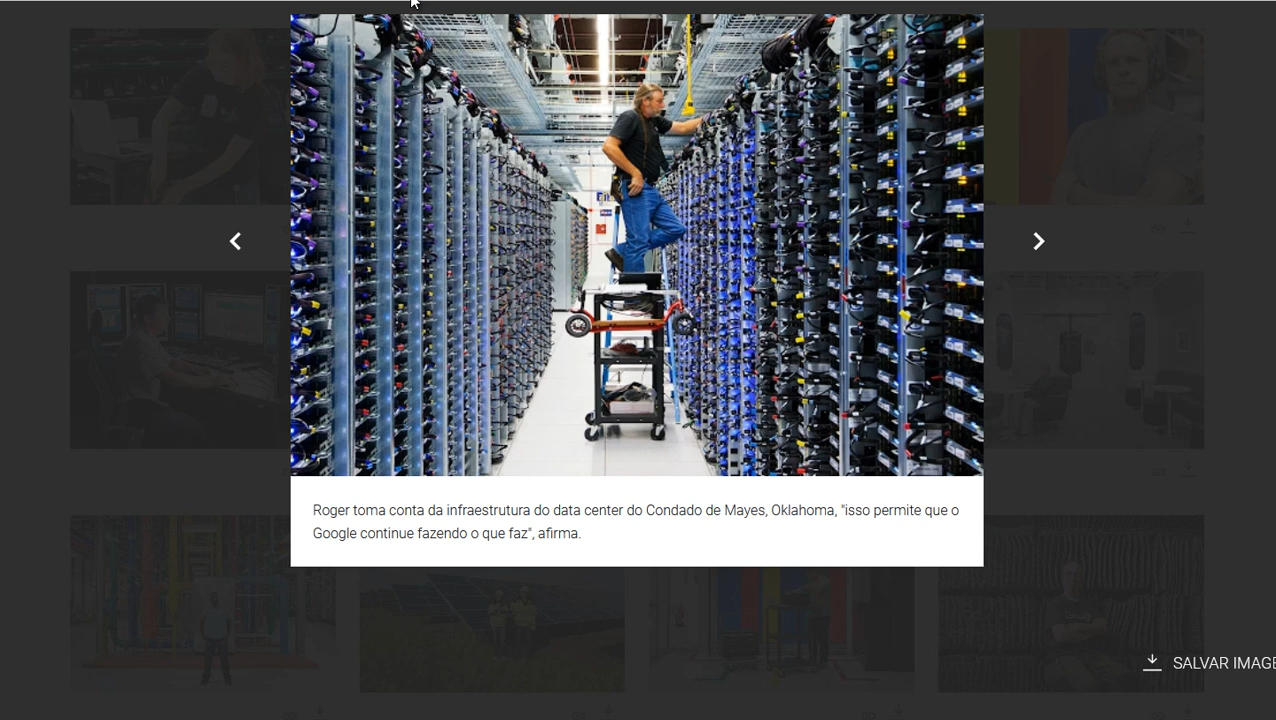 Roger toma conta da infraestrutura do data center do Condado de Mayes, Oklahoma, "isso permite que o
Google continue fazendo o que faz", afirma.
SALVAR IMAGE